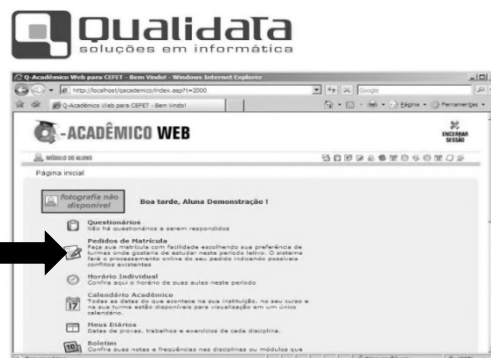 Qualidata
soluções em informática
Q-Acadêmico Web para CEFET - Bem Vindo! - Windows Internet Explorer
http://localhost/qacademico/index.asp?t=2000
Google
Q-Acadêmico Web para CEFET - Bem Vindo!
Página
Ferramentas
Q-ACADÊMICO WEB
ENCERRAR
SESSÃO
MÓDULO DO ALUNO
Página inicial
fotografia não
disponível
Boa tarde, Aluna Demonstração !
Questionários
Não há questionários a serem respondidos
Pedidos de Matrícula
Faça sua matrícula com facilidade escolhendo sua preferência de
turmas onde gostaria de estudar neste período letivo. O sistema
fará o processamento online do seu pedido indicando possíveis
conflitos existentes
Horário Individual
Confira aqui o horário de suas aulas neste período
17
Calendário Acadêmico
Todas as datas do que acontece na sua instituição, no seu curso e
na sua turma estão disponíveis para visualização em um único
calendário.
Meus Diários
Datas de provas, trabalhos e exercícios de cada disciplina.
10
Boletim
Confira suas notas e freqüências nas disciplinas ou módulos que